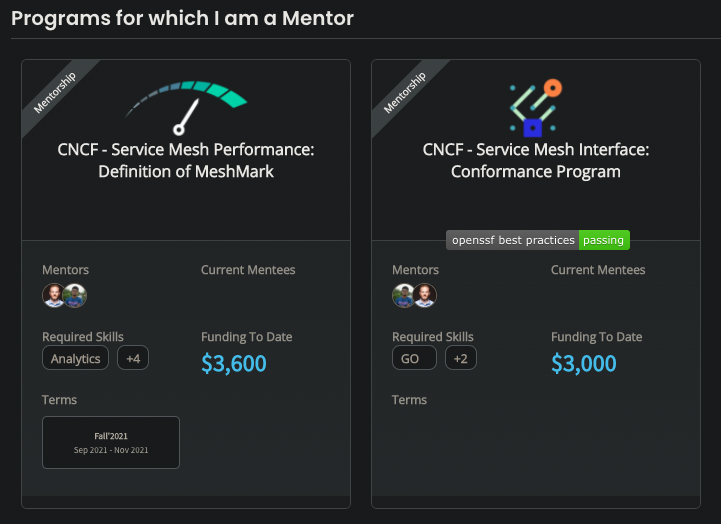 Programs for which I am a Mentor
Mentorship
CNCF - Service Mesh Performance:
Definition of MeshMark
Mentors
Current Mentees
Required Skills
Analytics
+4
Funding To Date
$3,600
Terms
Fall'2021
Sep 2021 - Nov 2021
Mentorship
CNCF - Service Mesh Interface:
Conformance Program
openssf best practices passing
Mentors
Current Mentees
Required Skills
GO
+2
Funding To Date
$3,000
Terms